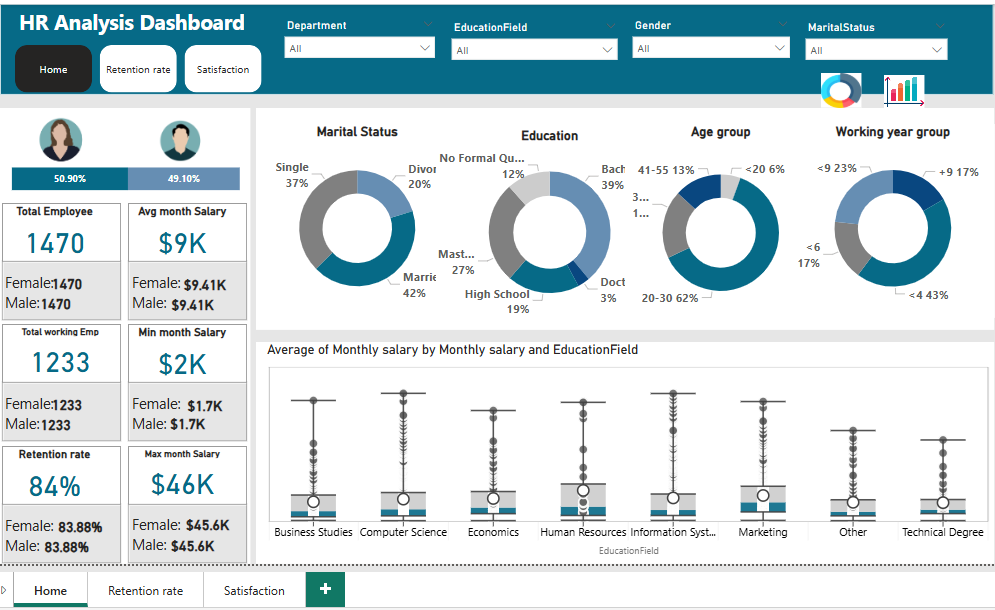 HR Analysis Dashboard
Home
Retention rate
Satisfaction
Department
All
EducationField
All
Gender
All
MaritalStatus
All
50.90%
49.10%
Total Employee
1470
Female:1470
Male:1470
Avg month Salary
$9K
Female: $9.41K
Male: $9.41K
Total working Emp
1233
Female:1233
Male:1233
Min month Salary
$2K
Female: $1.7K
Male: $1.7K
Retention rate
84%
Female: 83.88%
Male: 83.88%
Max month Salary
$46K
Female: $45.6K
Male: $45.6K
Marital Status
Single
37%
Divor
20%
Marrie
42%
Education
No Formal Qu...
12%
Bach
39%
Mast...
27%
High School
19%
Doct
3%
Age group
41-55 13%
<20 6%
3...
1...
20-30 62%
Working year group
<9 23%
+9 17%
<6
17%
<4 43%
Average of Monthly salary by Monthly salary and EducationField
Business Studies
Computer Science
Economics
Human Resources
Information Syst...
Marketing
Other
Technical Degree
EducationField
Home
Retention rate
Satisfaction
+